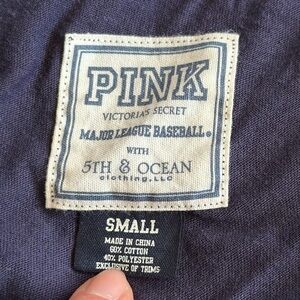 PINK
VICTORIA'S SECRET
MAJOR LEAGUE BASEBALL®
WITH
5TH & OCEAN
clothing, LLC
SMALL
MADE IN CHINA
60% COTTON
40% POLYESTER
EXCLUSIVE OF TRIMS